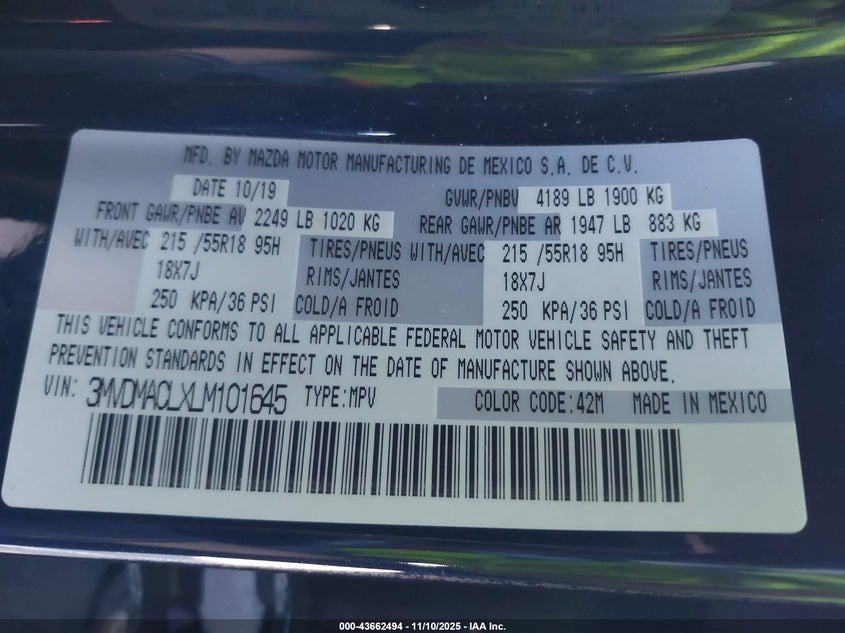 MFD. BY MAZDA MOTOR MANUFACTURING DE MEXICO S.A. DE C.V.
DATE 10/19 GVWR/PNBV 4189 LB 1900 KG
FRONT GAWR/PNBE AV 2249 LB 1020 KG REAR GAWR/PNBE AR 1947 LB 883 KG
WITH/AVEC 215 /55R18 95H TIRES/PNEUS WITH/AVEC 215 /55R18 95H TIRES/PNEUS
18X7J RIMS/JANTES 18X7J RIMS/JANTES
250 KPA/36 PSI COLD/A FROID 250 KPA/36 PSI COLD/A FROID
THIS VEHICLE CONFORMS TO ALL APPLICABLE FEDERAL MOTOR VEHICLE SAFETY AND THEFT
PREVENTION STANDARDS IN EFFECT ON THE DATE OF MANUFACTURE SHOWN ABOVE.
VIN: 3MVDMACLXLM101645 TYPE:MPV COLOR CODE:42M MADE IN MEXICO
000-43662494 - 11/10/2025 - IAA Inc.